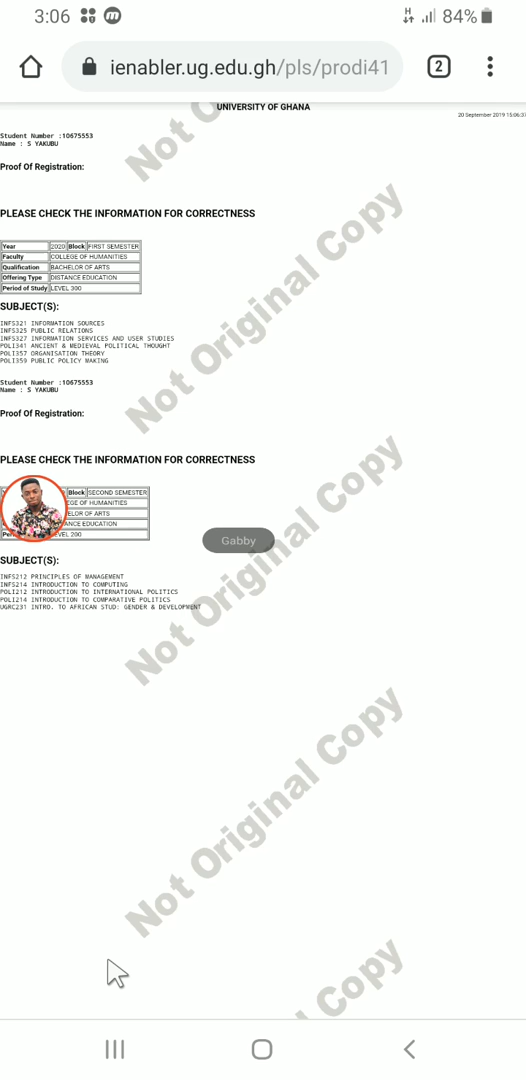 3:06
84%
ienabler.ug.edu.gh/pls/prodi41
2
UNIVERSITY OF GHANA
20 September 2019 15:06:37
Student Number :10675553
Name : S YAKUBU
Proof Of Registration:
PLEASE CHECK THE INFORMATION FOR CORRECTNESS
Year 2020 Block FIRST SEMESTER
Faculty COLLEGE OF HUMANITIES
Qualification BACHELOR OF ARTS
Offering Type DISTANCE EDUCATION
Period of Study LEVEL 300
SUBJECT(S):
INFS321 INFORMATION SOURCES
INFS325 PUBLIC RELATIONS
INFS327 INFORMATION SERVICES AND USER STUDIES
POLI341 ANCIENT & MEDIEVAL POLITICAL THOUGHT
POLI357 ORGANISATION THEORY
POLI359 PUBLIC POLICY MAKING
Student Number :10675553
Name : S YAKUBU
Proof Of Registration:
PLEASE CHECK THE INFORMATION FOR CORRECTNESS
Block SECOND SEMESTER
EGE OF HUMANITIES
ELOR OF ARTS
ANCE EDUCATION
Per EVEL 200
Gabby
SUBJECT(S):
INFS212 PRINCIPLES OF MANAGEMENT
INFS214 INTRODUCTION TO COMPUTING
POLI212 INTRODUCTION TO INTERNATIONAL POLITICS
POLI214 INTRODUCTION TO COMPARATIVE POLITICS
UGRC231 INTRO. TO AFRICAN STUD: GENDER & DEVELOPMENT
Not O
Not Original Copy
Not Original Copy
Not Original Copy
Copy